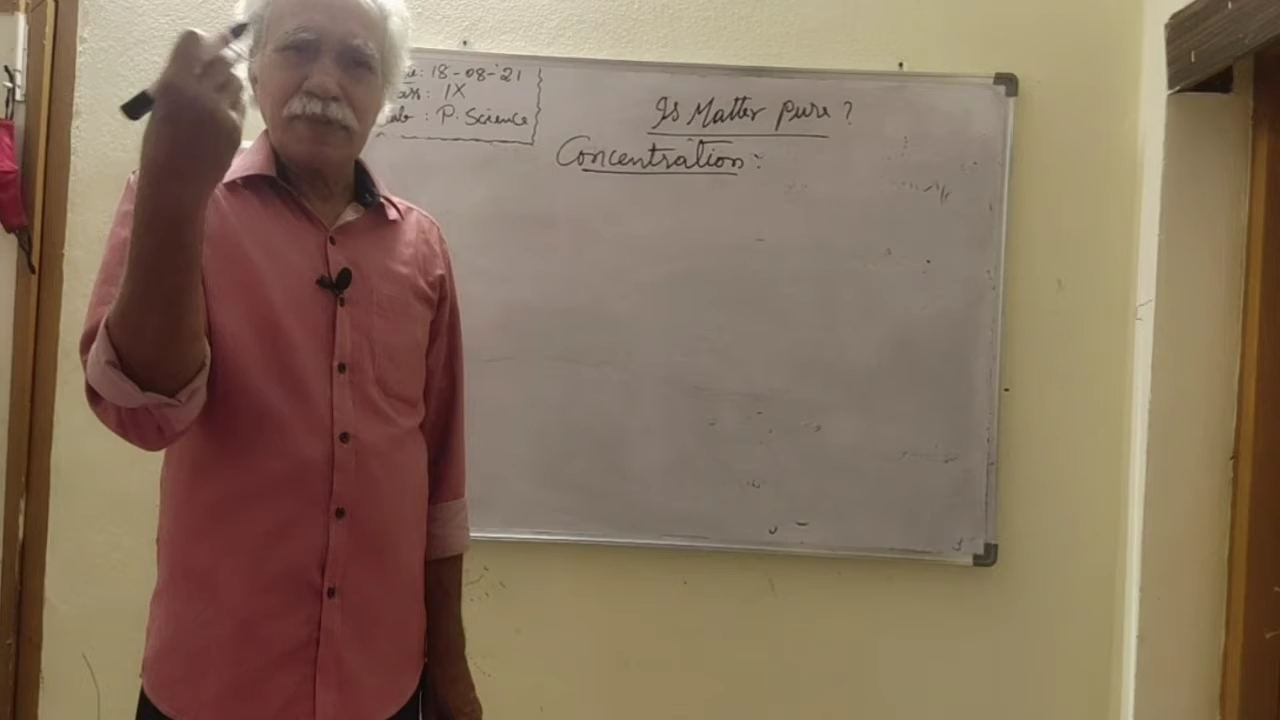 : 18-08-'21
: IX
: P. Science
Is Matter pure ?
Concentration :